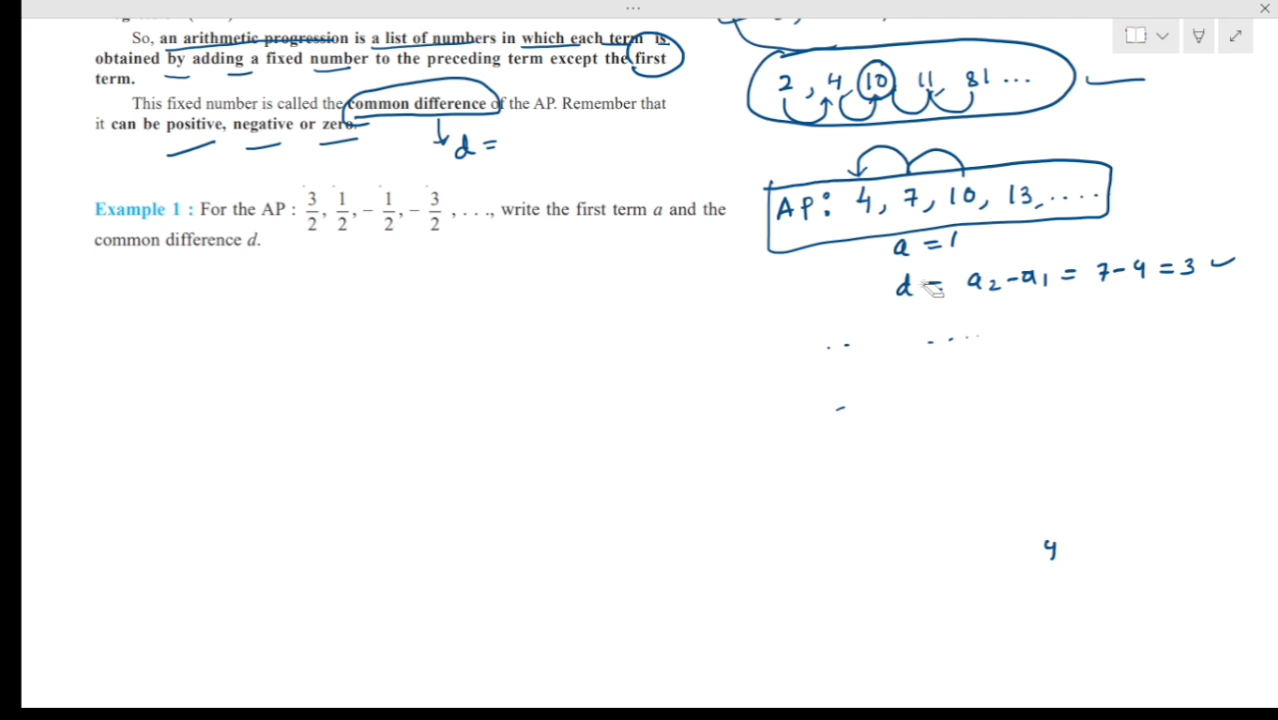 So, an arithmetic progression is a list of numbers in which each term is
obtained by adding a fixed number to the preceding term except the first
term.
This fixed number is called the common difference of the AP. Remember that
it can be positive, negative or zero.
d =
Example 1 : For the AP : 3/2, 1/2, – 1/2, – 3/2, . . ., write the first term a and the
common difference d.
2, 4, 10, 11, 81 ...
AP: 4, 7, 10, 13, ....
a = 1
d = a2 - a1 = 7 - 4 = 3
4